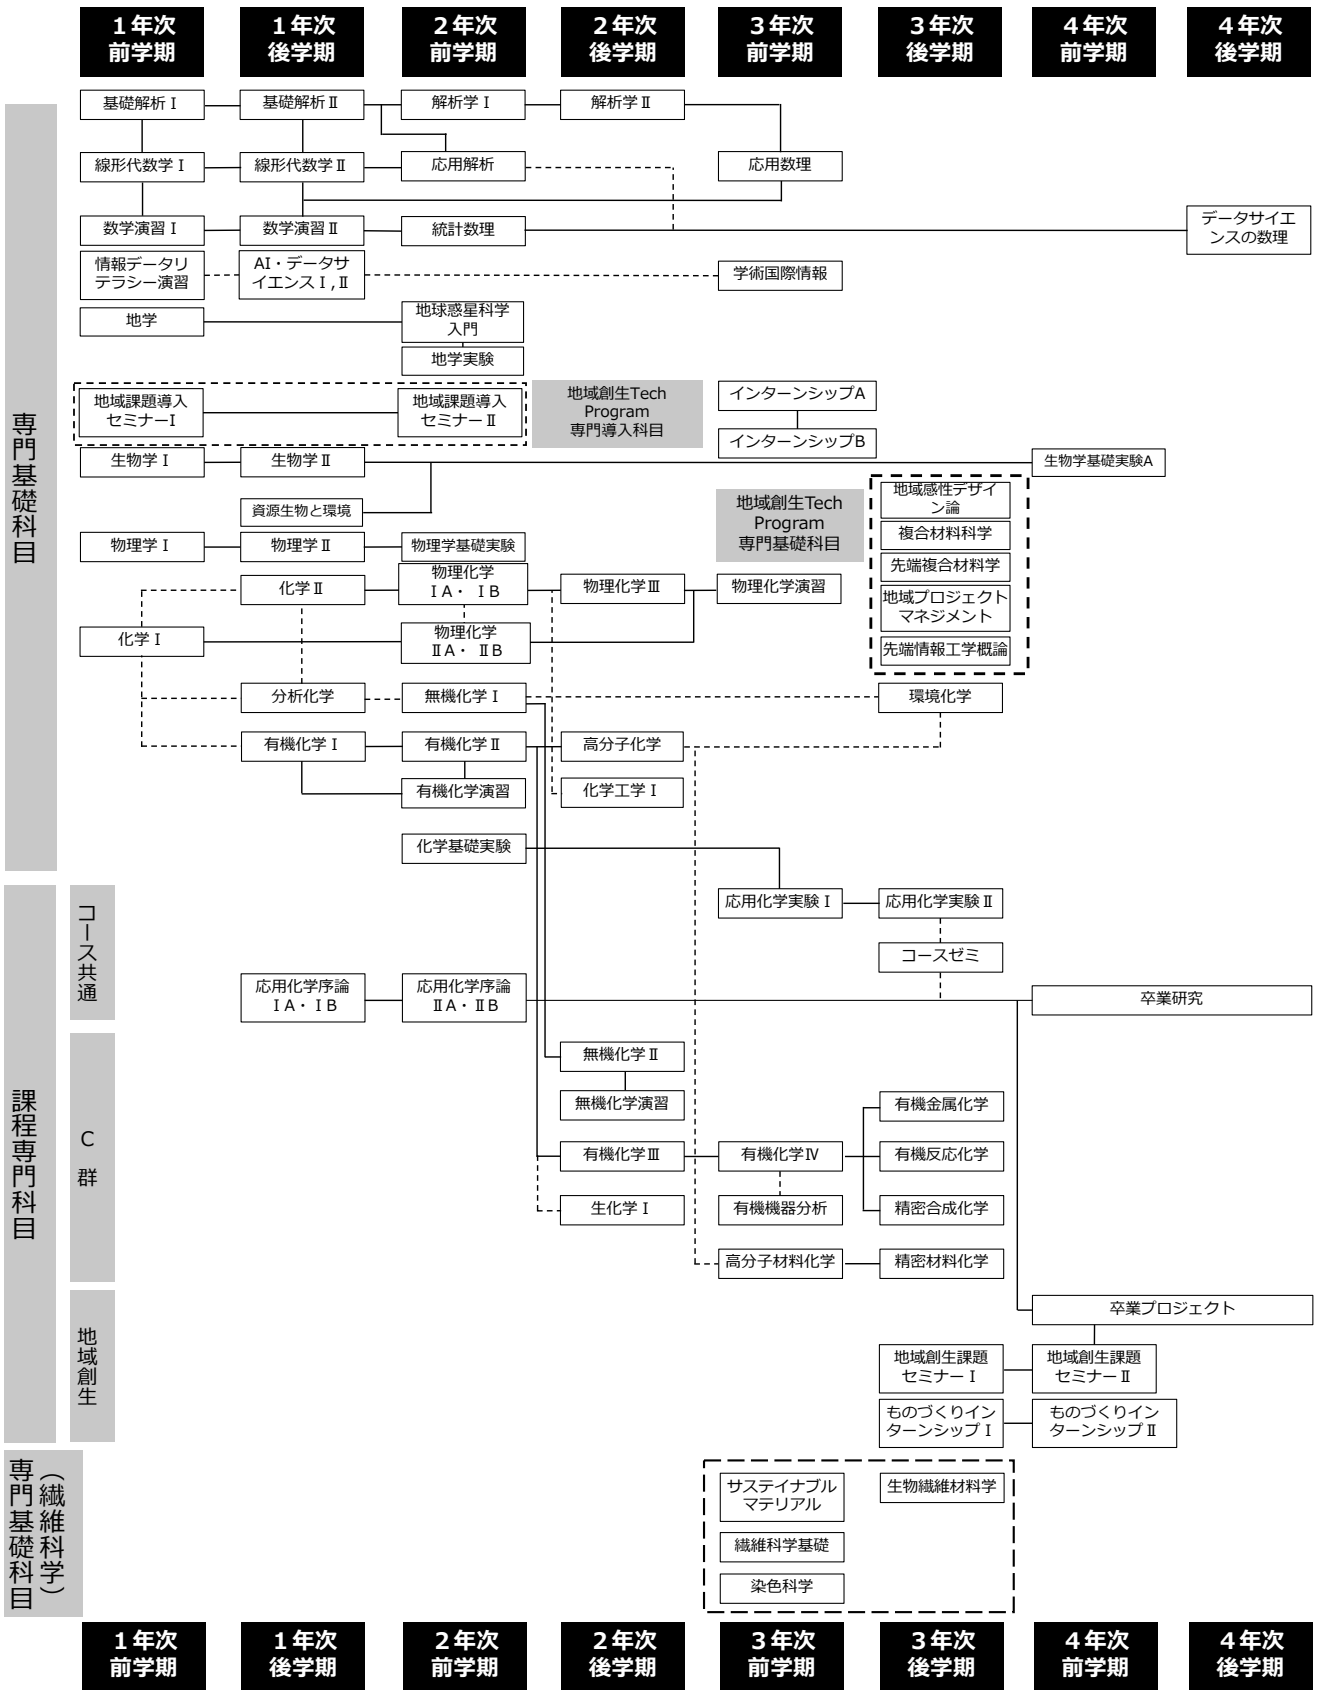 １年次
前学期
１年次
後学期
２年次
前学期
２年次
後学期
３年次
前学期
３年次
後学期
４年次
前学期
４年次
後学期
専門基礎科目
基礎解析Ⅰ
基礎解析Ⅱ
解析学Ⅰ
解析学Ⅱ
線形代数学Ⅰ
線形代数学Ⅱ
応用解析
応用数理
数学演習Ⅰ
数学演習Ⅱ
統計数理
データサイエ
ンスの数理
情報データリ
テラシー演習
AI・データサ
イエンスⅠ,Ⅱ
学術国際情報
地学
地球惑星科学
入門
地学実験
地域課題導入
セミナーI
地域課題導入
セミナーⅡ
地域創生Tech
Program
専門導入科目
インターンシップA
インターンシップB
生物学Ⅰ
生物学Ⅱ
生物学基礎実験A
資源生物と環境
地域創生Tech
Program
専門基礎科目
地域感性デザイ
ン論
複合材料科学
先端複合材料学
地域プロジェクト
マネジメント
先端情報工学概論
物理学Ⅰ
物理学Ⅱ
物理学基礎実験
化学Ⅱ
物理化学
ⅠA・ ⅠB
物理化学Ⅲ
物理化学演習
化学Ⅰ
物理化学
ⅡA・ ⅡB
分析化学
無機化学Ⅰ
環境化学
有機化学Ⅰ
有機化学Ⅱ
高分子化学
有機化学演習
化学工学Ⅰ
化学基礎実験
課程専門科目
コース共通
応用化学実験Ⅰ
応用化学実験Ⅱ
コースゼミ
応用化学序論
ⅠA・ⅠB
応用化学序論
ⅡA・ⅡB
卒業研究
C
群
無機化学Ⅱ
無機化学演習
有機金属化学
有機化学Ⅲ
有機化学Ⅳ
有機反応化学
生化学Ⅰ
有機機器分析
精密合成化学
高分子材料化学
精密材料化学
地域創生
卒業プロジェクト
地域創生課題
セミナーⅠ
地域創生課題
セミナーⅡ
ものづくりイン
ターンシップⅠ
ものづくりイン
ターンシップⅡ
（繊維科学）
専門基礎科目
サステイナブル
マテリアル
生物繊維材料学
繊維科学基礎
染色科学
１年次
前学期
１年次
後学期
２年次
前学期
２年次
後学期
３年次
前学期
３年次
後学期
４年次
前学期
４年次
後学期